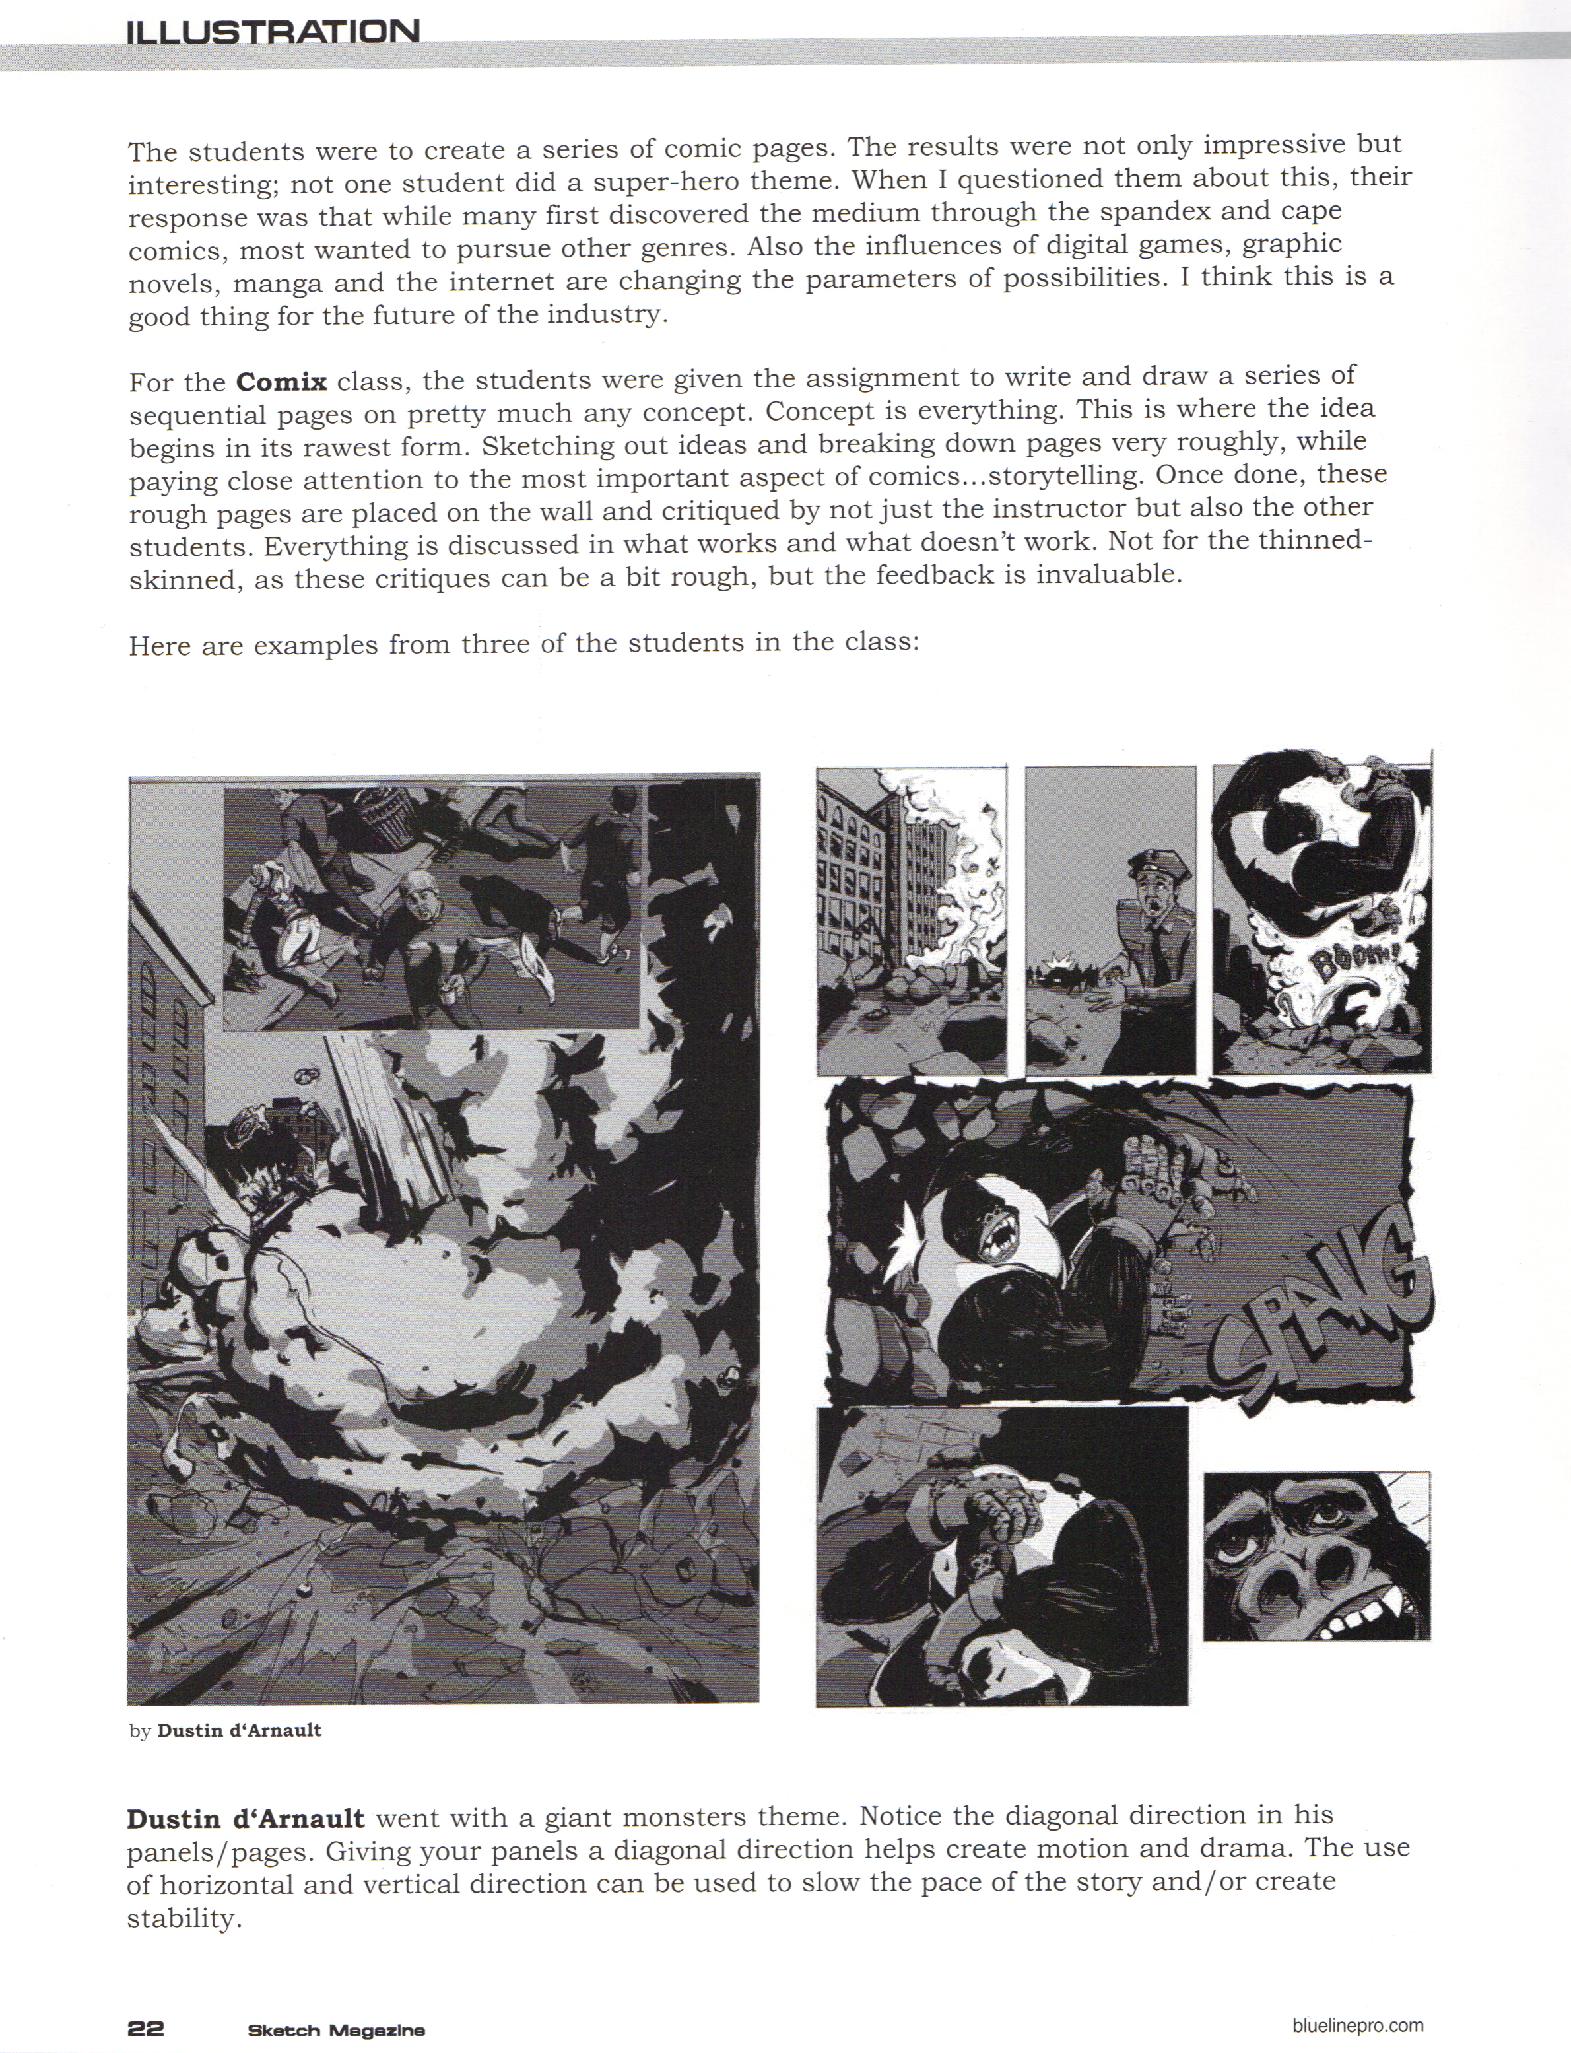 ILLUSTRATION
The students were to create a series of comic pages. The results were not only impressive but
interesting; not one student did a super-hero theme. When I questioned them about this, their
response was that while many first discovered the medium through the spandex and cape
comics, most wanted to pursue other genres. Also the influences of digital games, graphic
novels, manga and the internet are changing the parameters of possibilities. I think this is a
good thing for the future of the industry.
For the Comix class, the students were given the assignment to write and draw a series of
sequential pages on pretty much any concept. Concept is everything. This is where the idea
begins in its rawest form. Sketching out ideas and breaking down pages very roughly, while
paying close attention to the most important aspect of comics...storytelling. Once done, these
rough pages are placed on the wall and critiqued by not just the instructor but also the other
students. Everything is discussed in what works and what doesn't work. Not for the thinned-
skinned, as these critiques can be a bit rough, but the feedback is invaluable.
Here are examples from three of the students in the class:
BOOM!
SPANG
by Dustin d‘Arnault
Dustin d‘Arnault went with a giant monsters theme. Notice the diagonal direction in his
panels/pages. Giving your panels a diagonal direction helps create motion and drama. The use
of horizontal and vertical direction can be used to slow the pace of the story and/or create
stability.
22 Sketch Magazine
bluelinepro.com